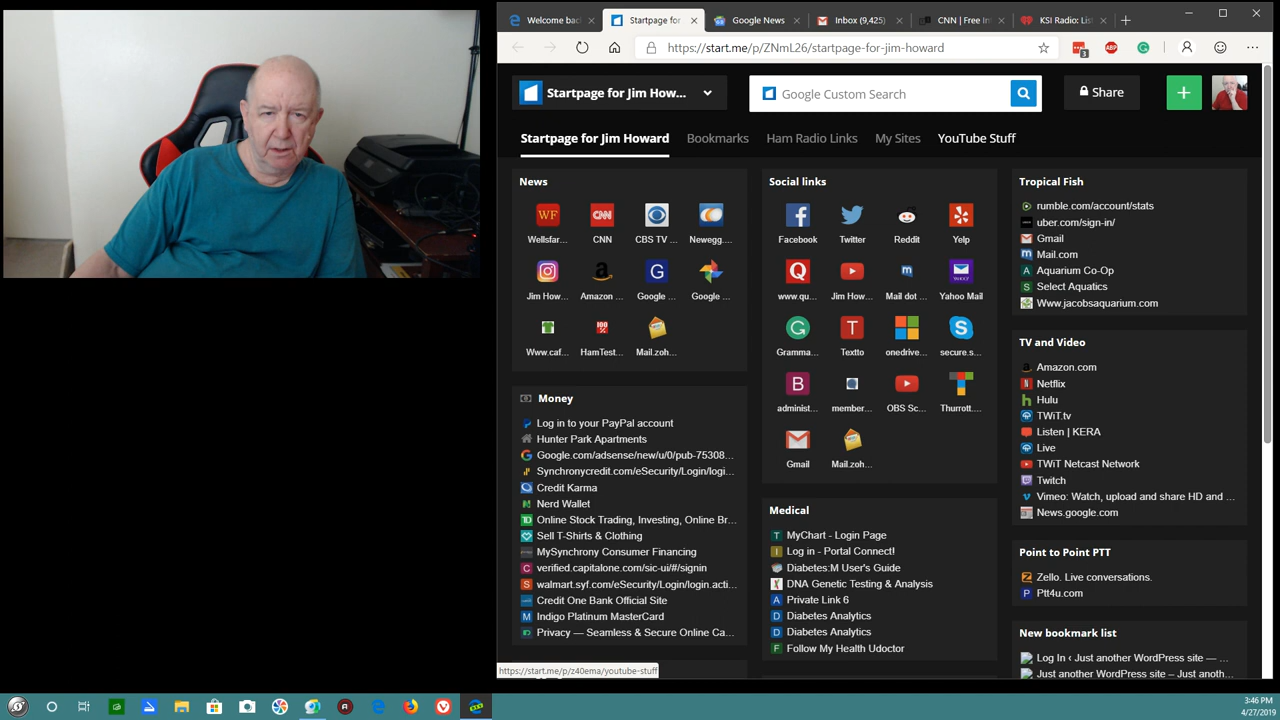 Welcome bac
Startpage for
Google News
Inbox (9,425)
CNN | Free In
KSI Radio: Lis
https://start.me/p/ZNmL26/startpage-for-jim-howard
3
ABP
Startpage for Jim How...
Google Custom Search
Share
Startpage for Jim Howard
Bookmarks
Ham Radio Links
My Sites
YouTube Stuff
News
WF
CNN
Wellsfar...
CNN
CBS TV ...
Newegg....
G
Jim How...
Amazon ...
Google ...
Google ...
100%
Www.caf...
HamTest...
Mail.zoh...
Money
Log in to your PayPal account
Hunter Park Apartments
Google.com/adsense/new/u/0/pub-75308...
Synchronycredit.com/eSecurity/Login/logi...
Credit Karma
Nerd Wallet
Online Stock Trading, Investing, Online Br...
Sell T-Shirts & Clothing
MySynchrony Consumer Financing
verified.capitalone.com/sic-ui/#/signin
walmart.syf.com/eSecurity/Login/login.acti...
Credit One Bank Official Site
Indigo Platinum MasterCard
Privacy — Seamless & Secure Online Ca...
https://start.me/p/z40ema/youtube-stuff
Social links
Facebook
Twitter
Reddit
Yelp
www.qu...
Jim How...
Mail dot ...
Yahoo Mail
Gramma...
Textto
onedrive...
secure.s...
administ...
member...
OBS Sc...
Thurrott....
Gmail
Mail.zoh...
Medical
MyChart - Login Page
Log in - Portal Connect!
Diabetes:M User's Guide
DNA Genetic Testing & Analysis
Private Link 6
Diabetes Analytics
Diabetes Analytics
Follow My Health Udoctor
Tropical Fish
rumble.com/account/stats
uber.com/sign-in/
Gmail
Mail.com
Aquarium Co-Op
Select Aquatics
Www.jacobsaquarium.com
TV and Video
Amazon.com
Netflix
Hulu
TWiT.tv
Listen | KERA
Live
TWiT Netcast Network
Twitch
Vimeo: Watch, upload and share HD and ...
News.google.com
Point to Point PTT
Zello. Live conversations.
Ptt4u.com
New bookmark list
Log In ‹ Just another WordPress site — ...
Just another WordPress site – Just anoth...
3:46 PM
4/27/2019